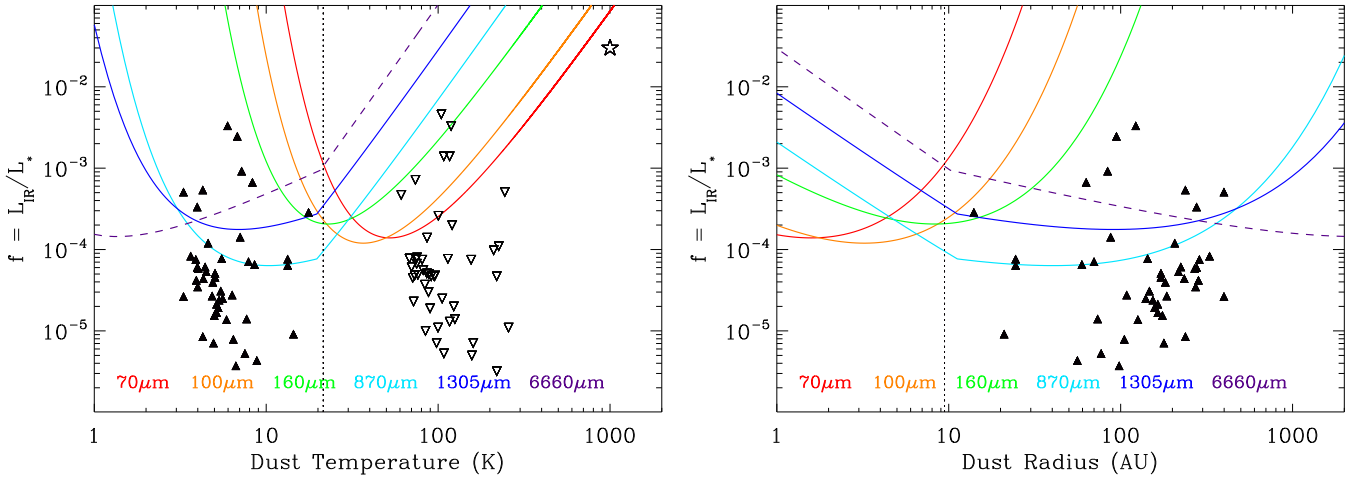 f = L_IR/L_*
10⁻²
10⁻³
10⁻⁴
10⁻⁵
70μm 100μm 160μm 870μm 1305μm 6660μm
1 10 100 1000
Dust Temperature (K)
f = L_IR/L_*
10⁻²
10⁻³
10⁻⁴
10⁻⁵
70μm 100μm 160μm 870μm 1305μm 6660μm
1 10 100 1000
Dust Radius (AU)